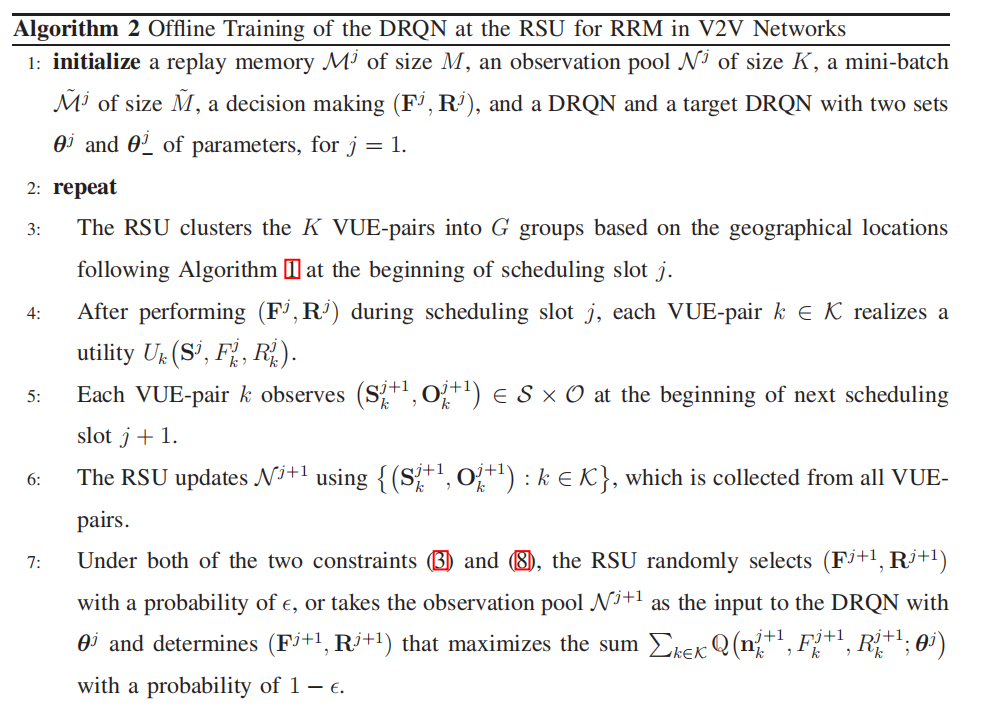 Algorithm 2 Offline Training of the DRQN at the RSU for RRM in V2V Networks
1: initialize a replay memory $\mathcal{M}^j$ of size $M$, an observation pool $\mathcal{N}^j$ of size $K$, a mini-batch
$\tilde{\mathcal{M}}^j$ of size $\tilde{M}$, a decision making $(\mathbf{F}^j, \mathbf{R}^j)$, and a DRQN and a target DRQN with two sets
$\boldsymbol{\theta}^j$ and $\boldsymbol{\theta}_-^j$ of parameters, for $j = 1$.
2: repeat
3: The RSU clusters the $K$ VUE-pairs into $G$ groups based on the geographical locations
following Algorithm 1 at the beginning of scheduling slot $j$.
4: After performing $(\mathbf{F}^j, \mathbf{R}^j)$ during scheduling slot $j$, each VUE-pair $k \in \mathcal{K}$ realizes a
utility $U_k(\mathbf{S}^j, F_k^j, R_k^j)$.
5: Each VUE-pair $k$ observes $(\mathbf{S}_k^{j+1}, \mathbf{O}_k^{j+1}) \in \mathcal{S} \times \mathcal{O}$ at the beginning of next scheduling
slot $j + 1$.
6: The RSU updates $\mathcal{N}^{j+1}$ using $\{(\mathbf{S}_k^{j+1}, \mathbf{O}_k^{j+1}) : k \in \mathcal{K}\}$, which is collected from all VUE-
pairs.
7: Under both of the two constraints (3) and (8), the RSU randomly selects $(\mathbf{F}^{j+1}, \mathbf{R}^{j+1})$
with a probability of $\epsilon$, or takes the observation pool $\mathcal{N}^{j+1}$ as the input to the DRQN with
$\boldsymbol{\theta}^j$ and determines $(\mathbf{F}^{j+1}, \mathbf{R}^{j+1})$ that maximizes the sum $\sum_{k \in \mathcal{K}} \mathbb{Q}(\mathbf{n}_k^{j+1}, F_k^{j+1}, R_k^{j+1}; \boldsymbol{\theta}^j)$
with a probability of $1 - \epsilon$.